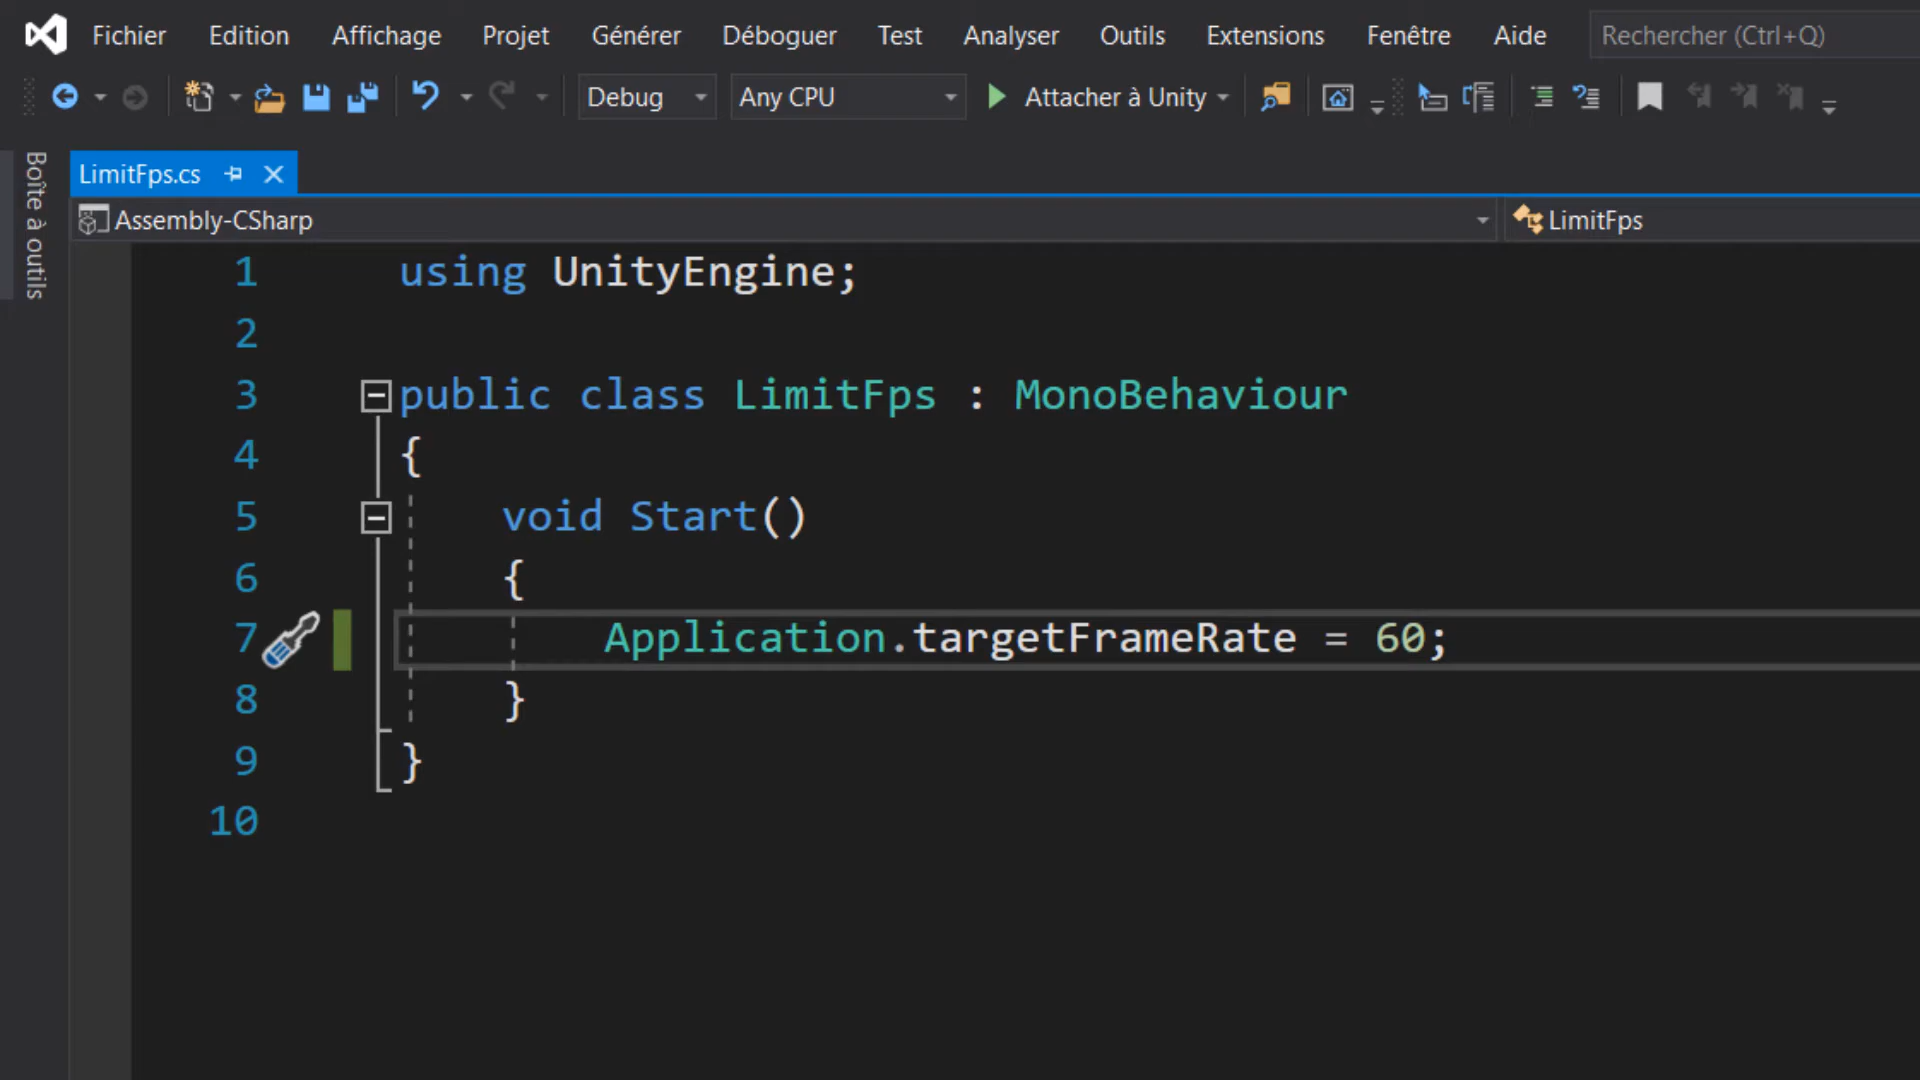 Fichier Edition Affichage Projet Générer Déboguer Test Analyser Outils Extensions Fenêtre Aide Rechercher (Ctrl+Q)
Debug Any CPU Attacher à Unity
Boîte à outils
LimitFps.cs
Assembly-CSharp LimitFps
1 using UnityEngine;
2
3 public class LimitFps : MonoBehaviour
4 {
5 void Start()
6 {
7 Application.targetFrameRate = 60;
8 }
9 }
10